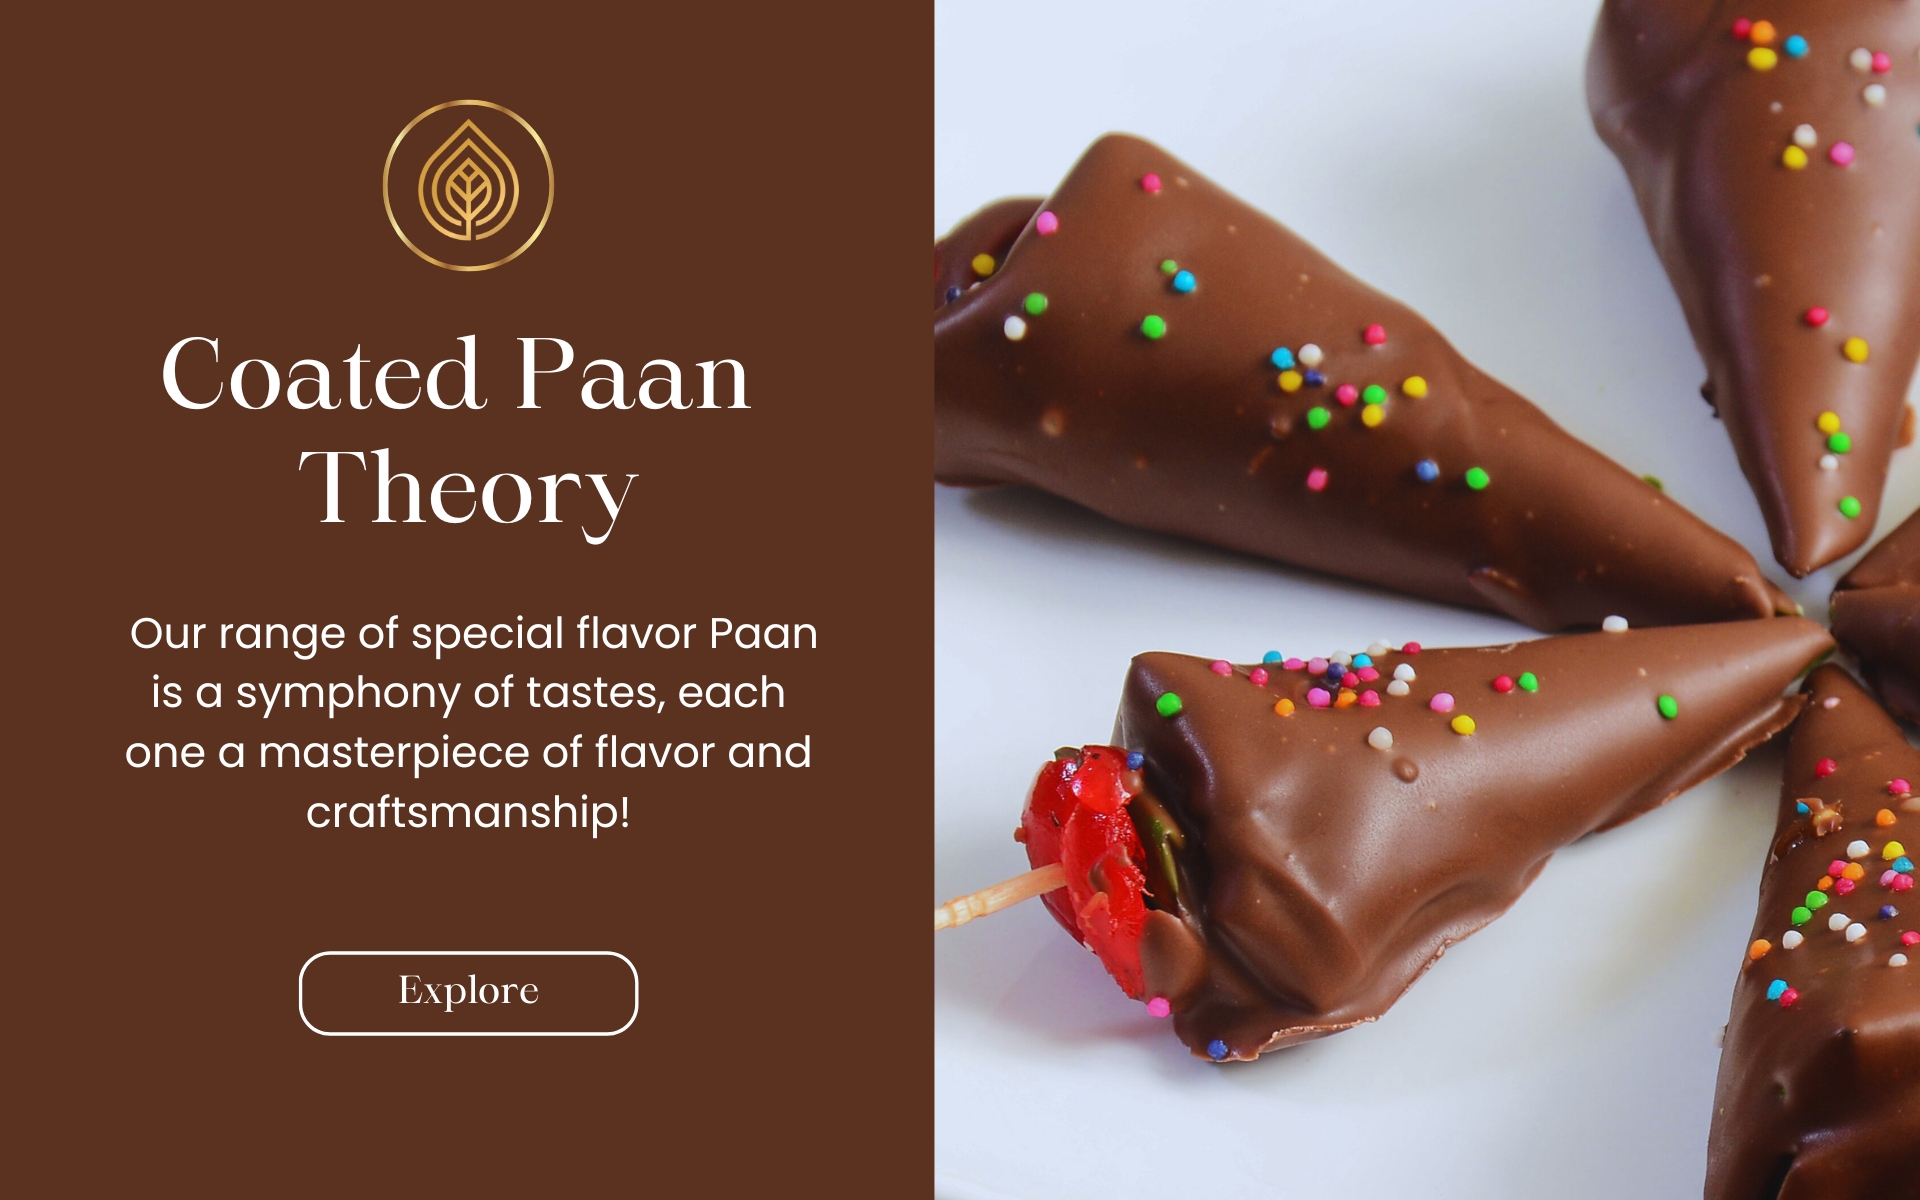 Coated Paan
Theory
Our range of special flavor Paan
is a symphony of tastes, each
one a masterpiece of flavor and
craftsmanship!
Explore